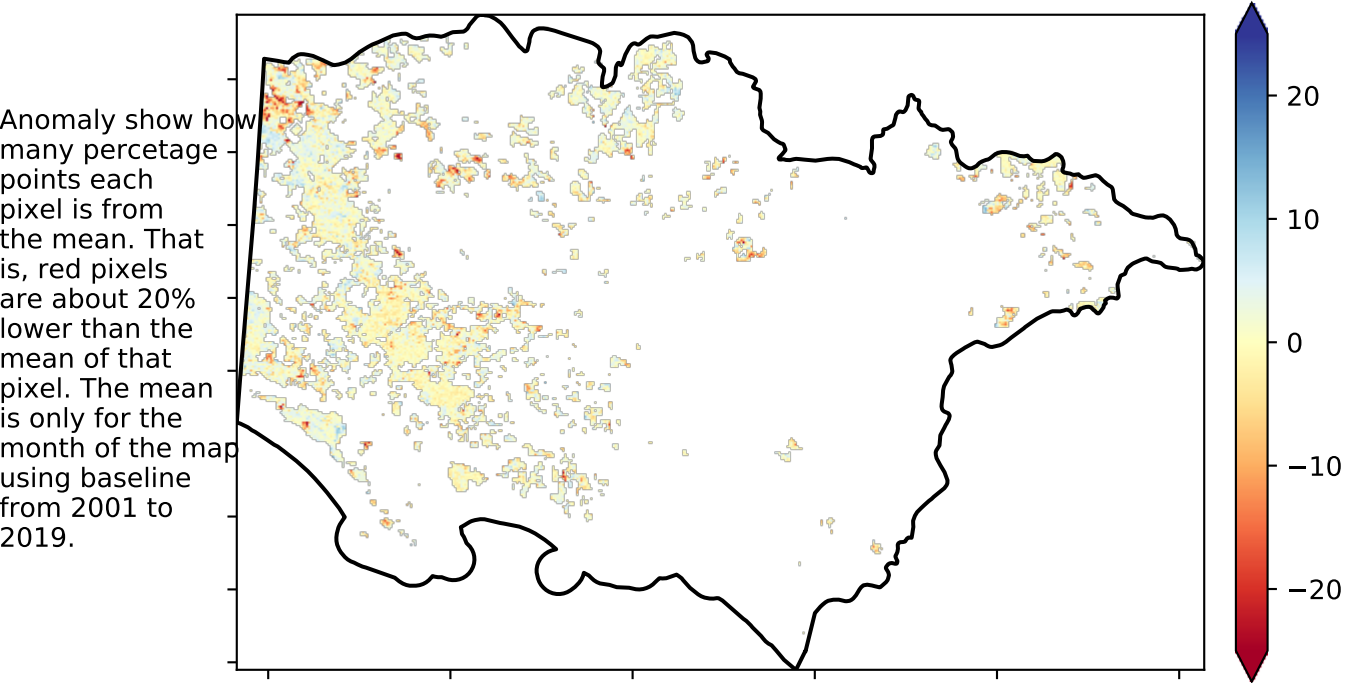 Anomaly show how
many percetage
points each
pixel is from
the mean. That
is, red pixels
are about 20%
lower than the
mean of that
pixel. The mean
is only for the
month of the map
using baseline
from 2001 to
2019.
20
10
0
−10
−20